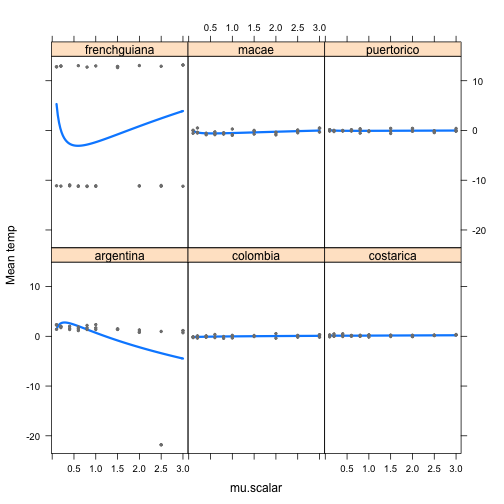 0.5 1.0 1.5 2.0 2.5 3.0
frenchguiana macae puertorico
10
0
-10
-20
Mean temp
argentina colombia costarica
10
0
-10
-20
0.5 1.0 1.5 2.0 2.5 3.0 0.5 1.0 1.5 2.0 2.5 3.0
mu.scalar